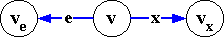 vₑ e v x vₓ